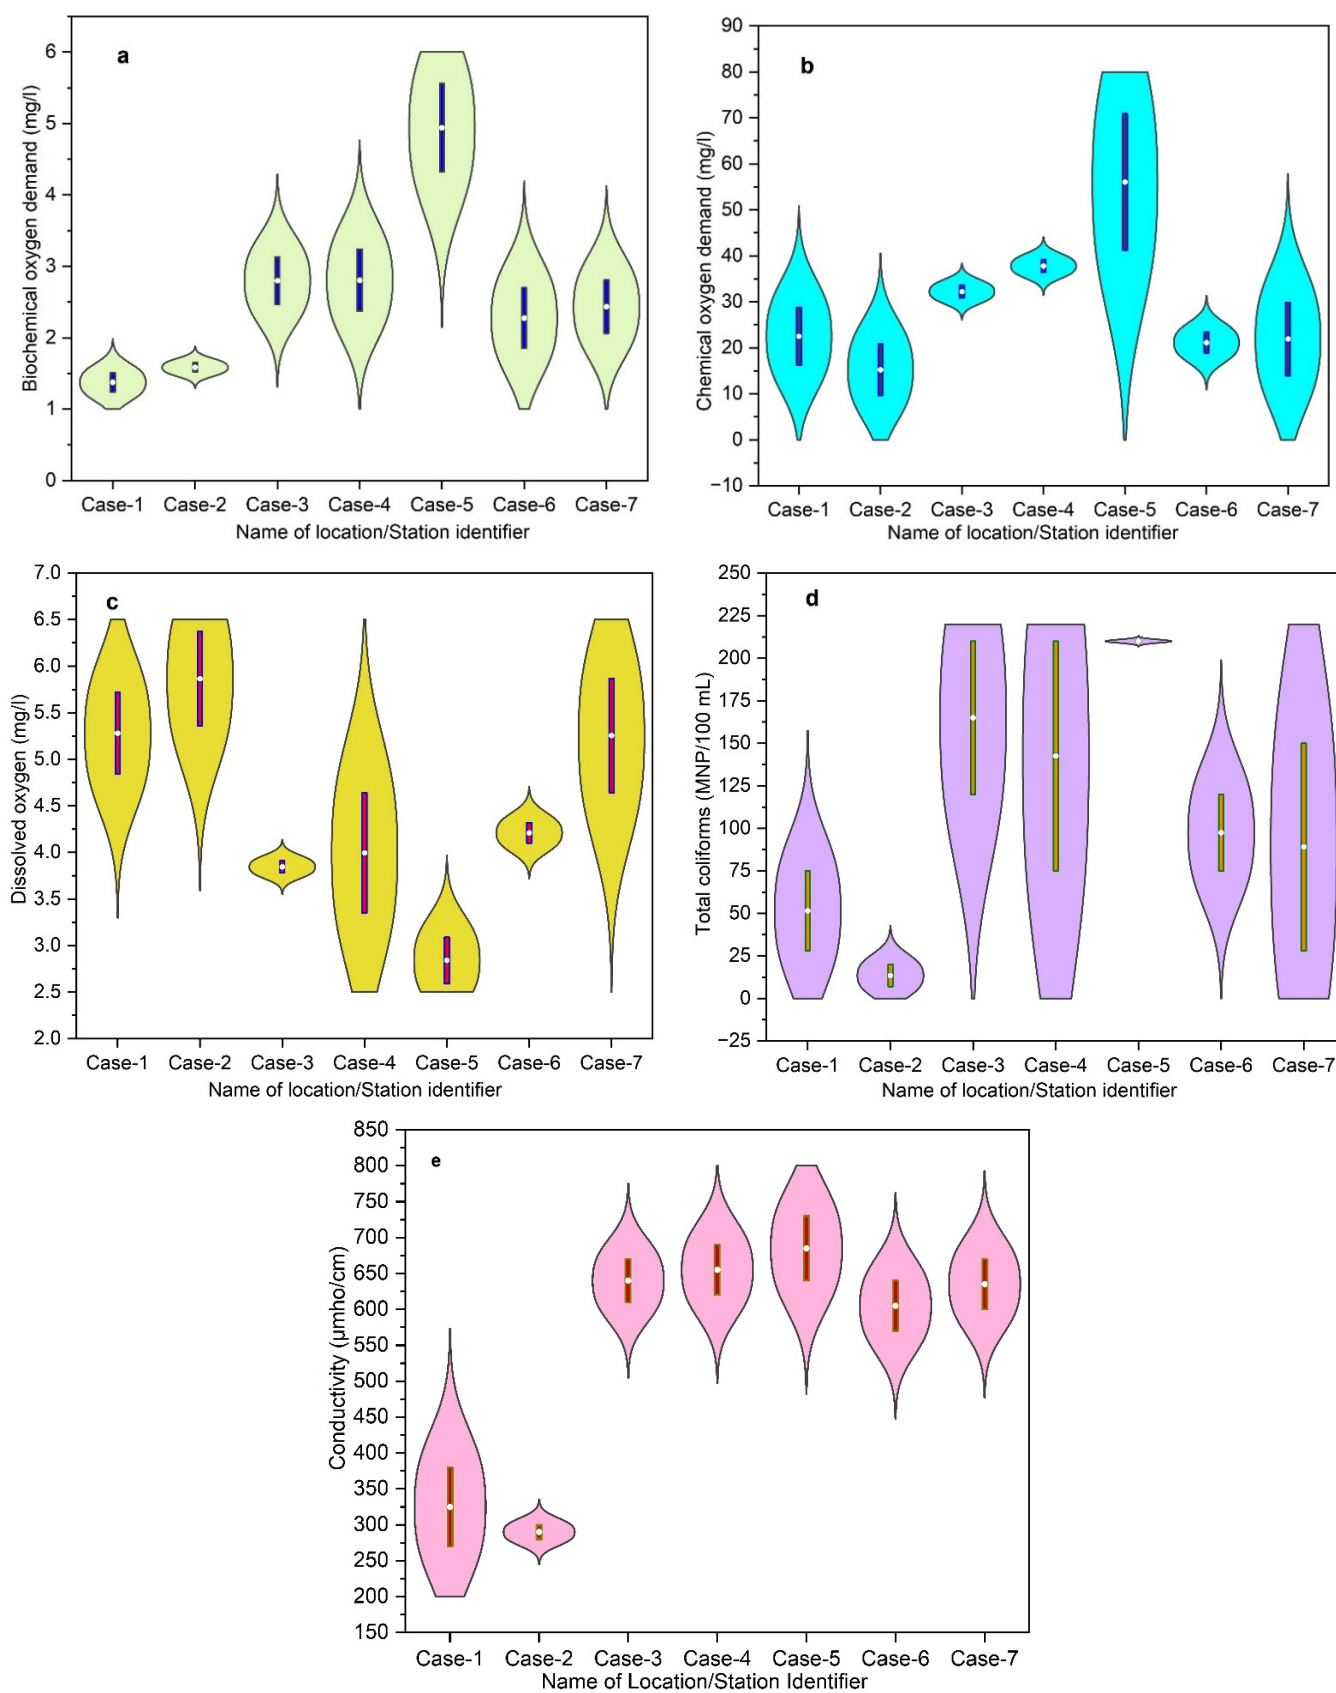 a
Biochemical oxygen demand (mg/l)
6
5
4
3
2
1
0
Case-1 Case-2 Case-3 Case-4 Case-5 Case-6 Case-7
Name of location/Station identifier
b
Chemical oxygen demand (mg/l)
90
80
70
60
50
40
30
20
10
0
−10
Case-1 Case-2 Case-3 Case-4 Case-5 Case-6 Case-7
Name of location/Station identifier
c
Dissolved oxygen (mg/l)
7.0
6.5
6.0
5.5
5.0
4.5
4.0
3.5
3.0
2.5
2.0
Case-1 Case-2 Case-3 Case-4 Case-5 Case-6 Case-7
Name of location/Station identifier
d
Total coliforms (MNP/100 mL)
250
225
200
175
150
125
100
75
50
25
0
−25
Case-1 Case-2 Case-3 Case-4 Case-5 Case-6 Case-7
Name of location/Station identifier
e
Conductivity (µmho/cm)
850
800
750
700
650
600
550
500
450
400
350
300
250
200
150
Case-1 Case-2 Case-3 Case-4 Case-5 Case-6 Case-7
Name of Location/Station Identifier